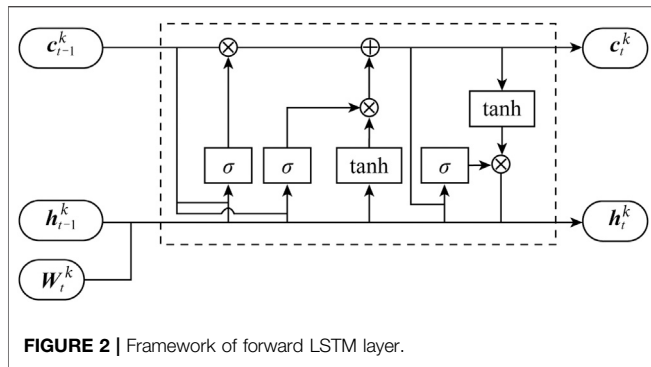 c_{t-1}^k ⊗ ⊕ c_t^k
tanh
⊗
σ σ tanh σ ⊗
h_{t-1}^k h_t^k
W_t^k
FIGURE 2 | Framework of forward LSTM layer.